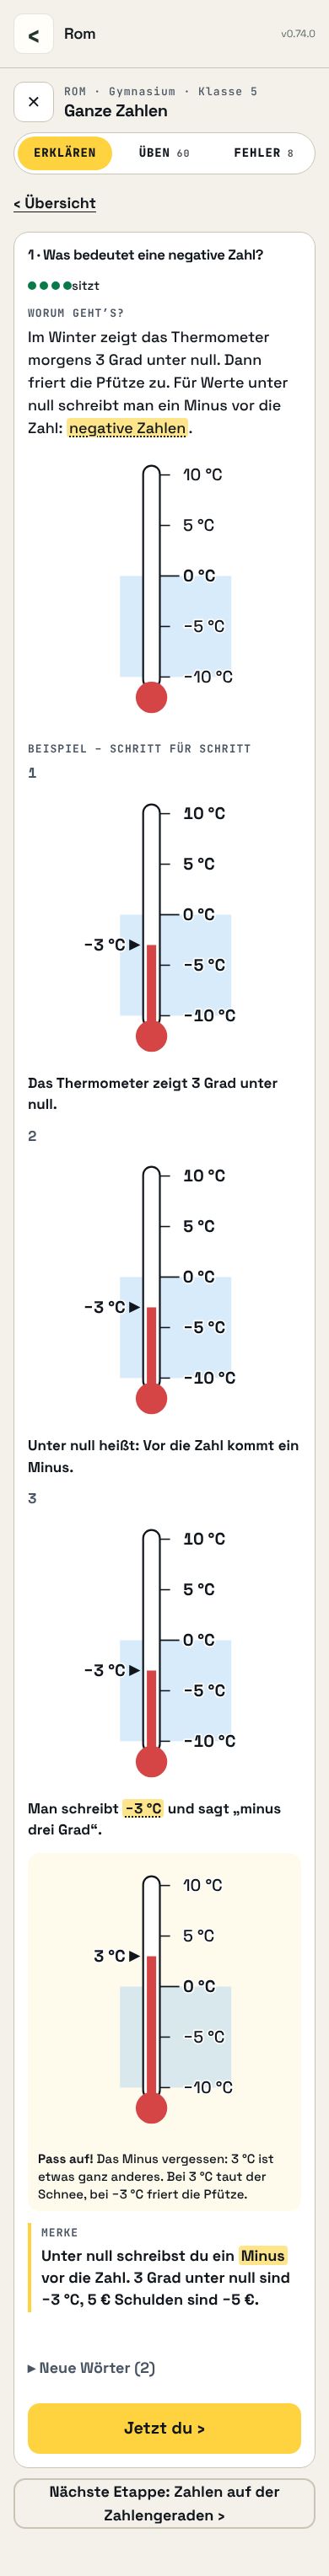 Rom
v0.74.0
ROM · Gymnasium · Klasse 5
Ganze Zahlen
ERKLÄREN ÜBEN 60 FEHLER 8
‹ Übersicht
1 · Was bedeutet eine negative Zahl?
sitzt
WORUM GEHT’S?
Im Winter zeigt das Thermometer
morgens 3 Grad unter null. Dann
friert die Pfütze zu. Für Werte unter
null schreibt man ein Minus vor die
Zahl: negative Zahlen.
10 °C
5 °C
0 °C
−5 °C
−10 °C
BEISPIEL – SCHRITT FÜR SCHRITT
1
10 °C
5 °C
0 °C
−3 °C
−5 °C
−10 °C
Das Thermometer zeigt 3 Grad unter
null.
2
10 °C
5 °C
0 °C
−3 °C
−5 °C
−10 °C
Unter null heißt: Vor die Zahl kommt ein
Minus.
3
10 °C
5 °C
0 °C
−3 °C
−5 °C
−10 °C
Man schreibt −3 °C und sagt „minus
drei Grad“.
10 °C
5 °C
3 °C
0 °C
−5 °C
−10 °C
Pass auf! Das Minus vergessen: 3 °C ist
etwas ganz anderes. Bei 3 °C taut der
Schnee, bei −3 °C friert die Pfütze.
MERKE
Unter null schreibst du ein Minus
vor die Zahl. 3 Grad unter null sind
−3 °C, 5 € Schulden sind −5 €.
▸ Neue Wörter (2)
Jetzt du ›
Nächste Etappe: Zahlen auf der
Zahlengeraden ›